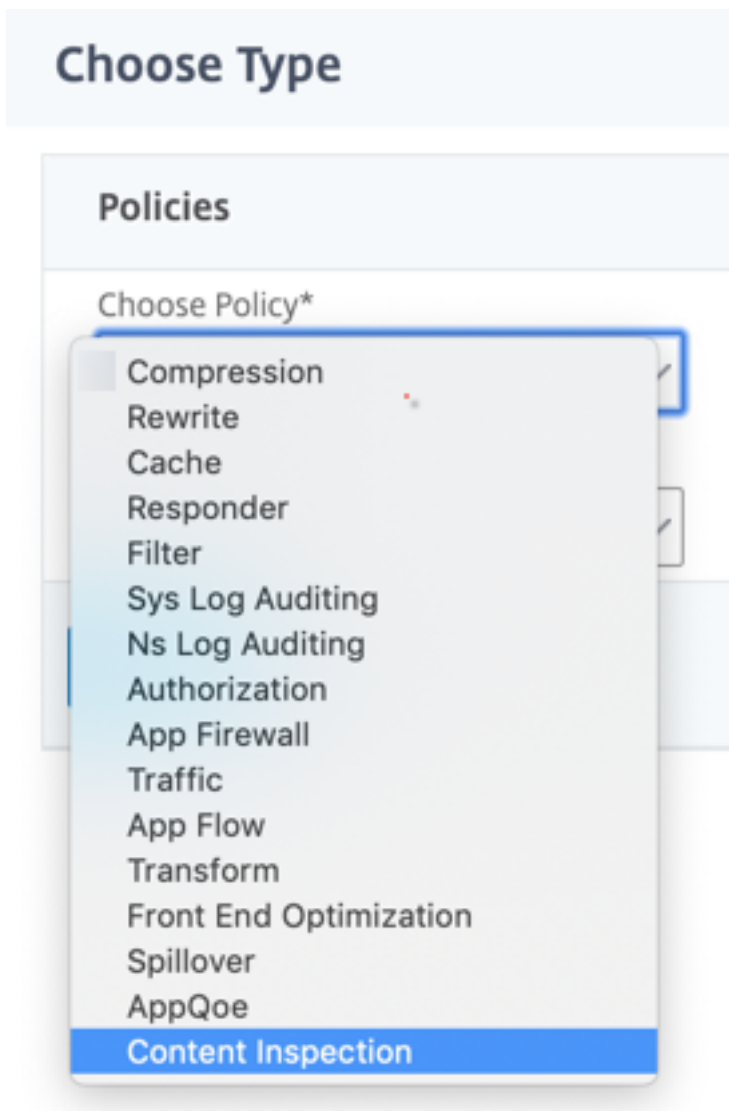 Choose Type
Policies
Choose Policy*
Compression
Rewrite
Cache
Responder
Filter
Sys Log Auditing
Ns Log Auditing
Authorization
App Firewall
Traffic
App Flow
Transform
Front End Optimization
Spillover
AppQoe
Content Inspection